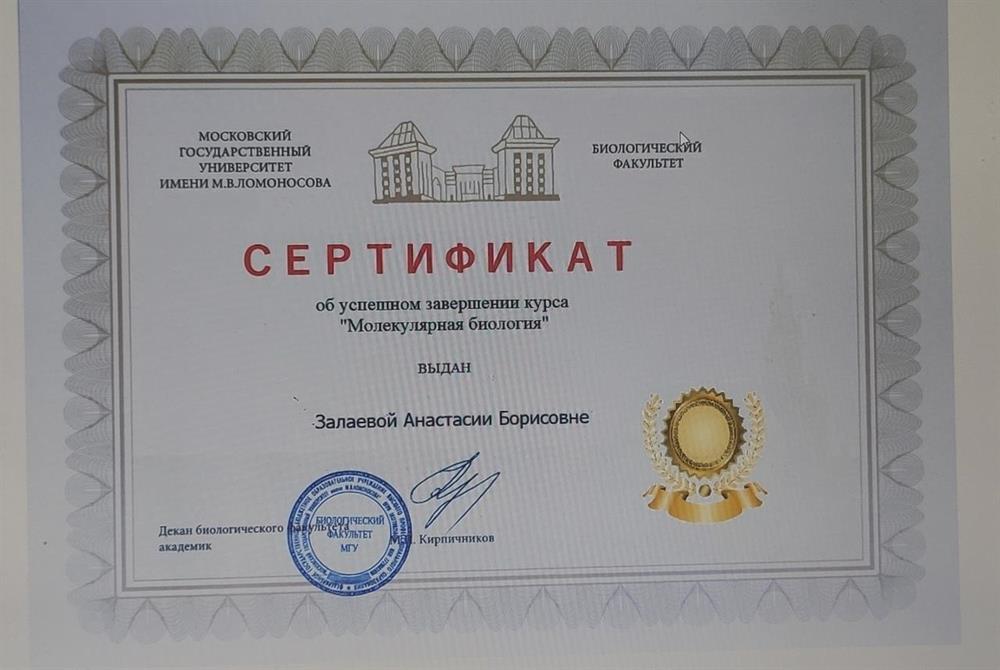 МОСКОВСКИЙ
ГОСУДАРСТВЕННЫЙ
УНИВЕРСИТЕТ
ИМЕНИ М.В.ЛОМОНОСОВА
БИОЛОГИЧЕСКИЙ
ФАКУЛЬТЕТ
СЕРТИФИКАТ
об успешном завершении курса
"Молекулярная биология"
ВЫДАН
Залаевой Анастасии Борисовне
Декан биологического факультета
академик
Кирпичников
БИОЛОГИЧЕСКИЙ
ФАКУЛЬТЕТ
МГУ